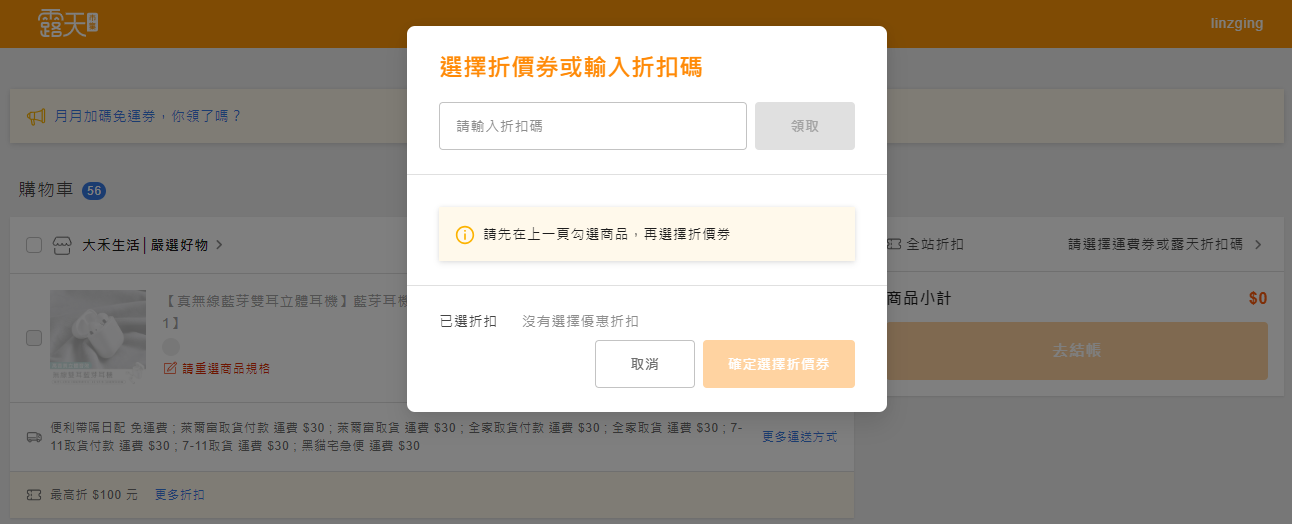 露天
linzging
月月加碼免運券，你領了嗎？
購物車 56
大禾生活│嚴選好物
【真無線藍芽雙耳立體耳機】藍芽耳機
1】
請重選商品規格
便利帶隔日配 免運費；萊爾富取貨付款 運費 $30；萊爾富取貨 運費 $30；全家取貨付款 運費 $30；全家取貨 運費 $30；7-
11取貨付款 運費 $30；7-11取貨 運費 $30；黑貓宅急便 運費 $30
更多運送方式
最高折 $100 元 更多折扣
選擇折價券或輸入折扣碼
請輸入折扣碼 領取
請先在上一頁勾選商品，再選擇折價券
已選折扣 沒有選擇優惠折扣
取消 確定選擇折價券
全站折扣 請選擇運費券或露天折扣碼
商品小計 $0
去結帳